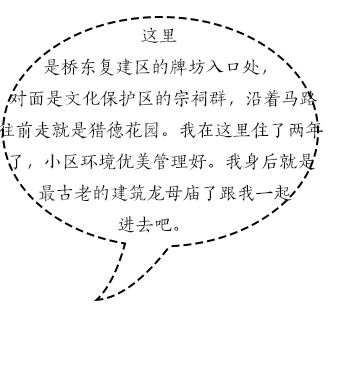 这里
是桥东复建区的牌坊入口处，
对面是文化保护区的宗祠群，沿着马路
往前走就是猎德花园。我在这里住了两年
了，小区环境优美管理好。我身后就是
最古老的建筑龙母庙了跟我一起
进去吧。